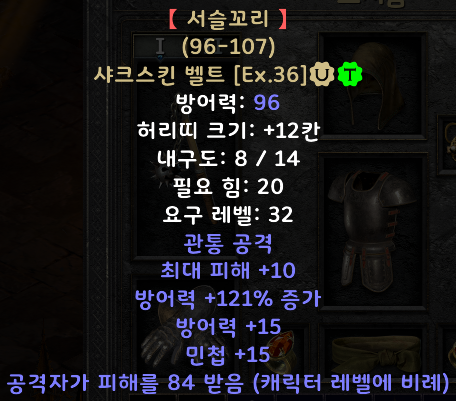 【 서슬꼬리 】
(96-107)
샤크스킨 벨트 [Ex.36] U T
방어력: 96
허리띠 크기: +12칸
내구도: 8 / 14
필요 힘: 20
요구 레벨: 32
관통 공격
최대 피해 +10
방어력 +121% 증가
방어력 +15
민첩 +15
공격자가 피해를 84 받음 (캐릭터 레벨에 비례)